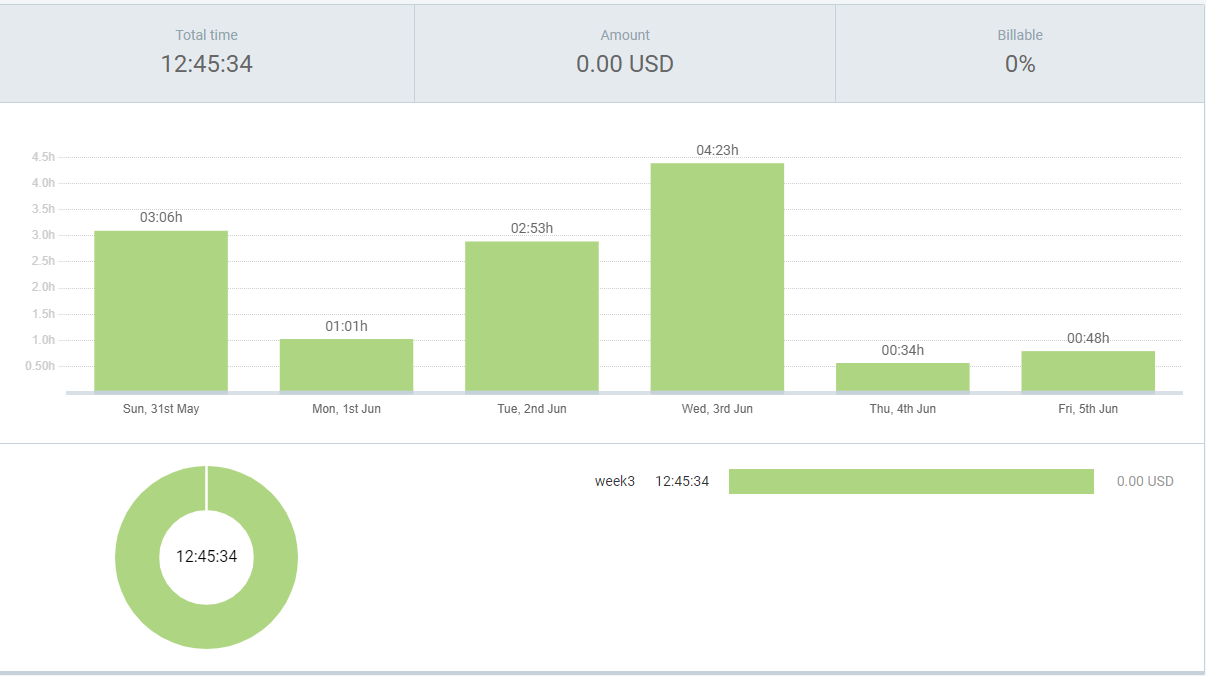 Total time Amount Billable
12:45:34 0.00 USD 0%
04:23h
4.5h
4.0h
3.5h
03:06h
3.0h
02:53h
2.5h
2.0h
1.5h
01:01h
1.0h
00:48h
00:34h
0.50h
Sun, 31st May Mon, 1st Jun Tue, 2nd Jun Wed, 3rd Jun Thu, 4th Jun Fri, 5th Jun
week3 12:45:34 0.00 USD
12:45:34